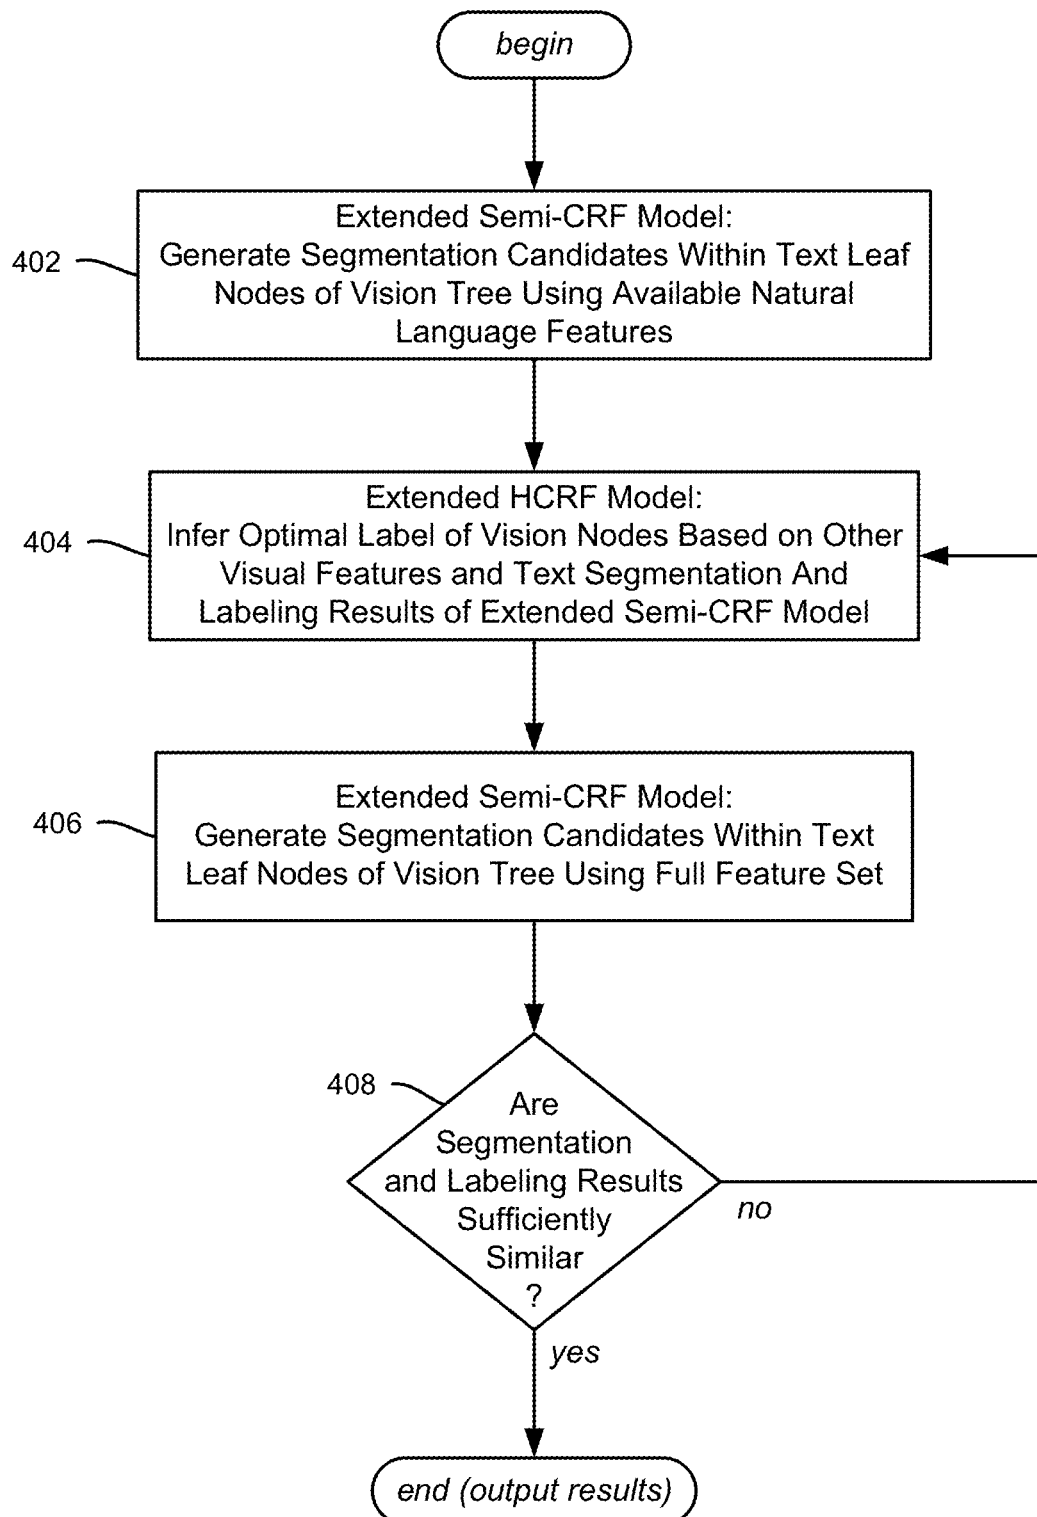 begin
Extended Semi-CRF Model:
402
Generate Segmentation Candidates Within Text Leaf
Nodes of Vision Tree Using Available Natural
Language Features
Extended HCRF Model:
404
Infer Optimal Label of Vision Nodes Based on Other
Visual Features and Text Segmentation And
Labeling Results of Extended Semi-CRF Model
Extended Semi-CRF Model:
406
Generate Segmentation Candidates Within Text
Leaf Nodes of Vision Tree Using Full Feature Set
408
Are
Segmentation
and Labeling Results
Sufficiently
Similar
?
no
yes
end (output results)